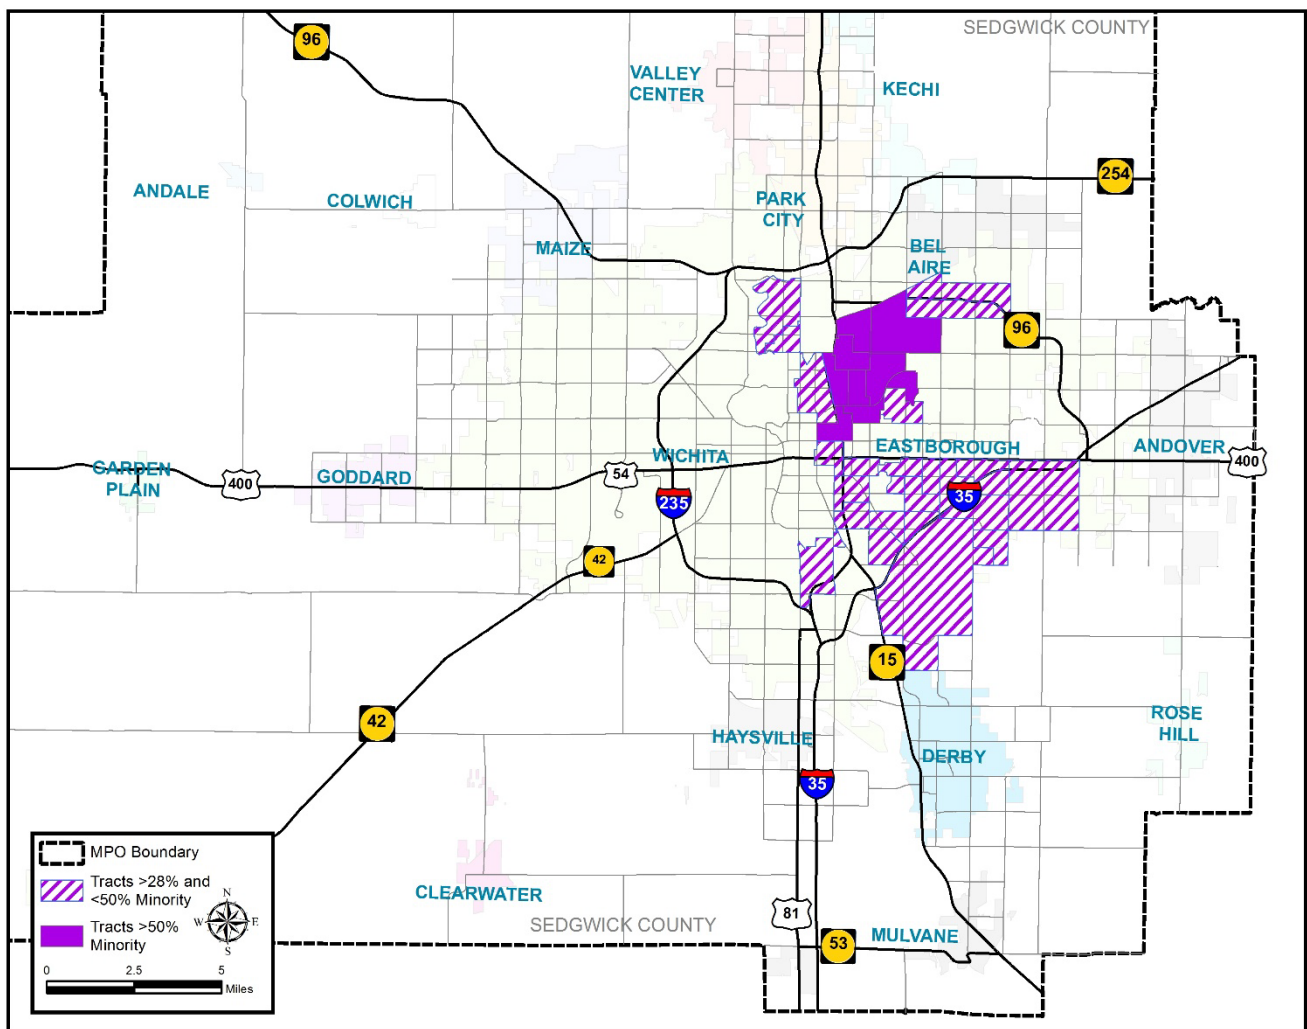 SEDGWICK COUNTY
96
VALLEY
CENTER
KECHI
254
ANDALE
COLWICH
PARK
CITY
MAIZE
BEL
AIRE
96
EASTBOROUGH
ANDOVER
WICHITA
400
GARDEN
PLAIN
400
GODDARD
54
235
35
42
15
42
HAYSVILLE
ROSE
HILL
DERBY
35
MPO Boundary
Tracts >28% and
<50% Minority
Tracts >50%
Minority
N
W
E
S
0
2.5
5
Miles
CLEARWATER
SEDGWICK COUNTY
81
53
MULVANE